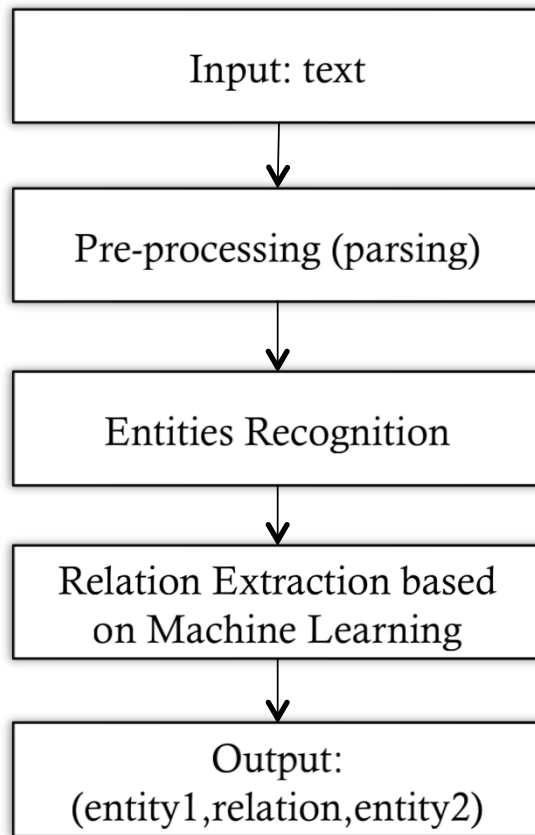 Input: text
Pre-processing (parsing)
Entities Recognition
Relation Extraction based
on Machine Learning
Output:
(entity1,relation,entity2)